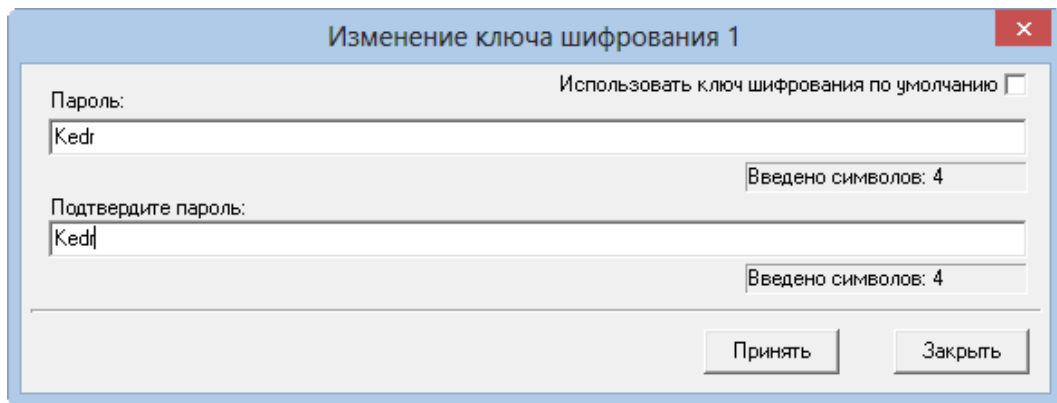 Изменение ключа шифрования 1
Использовать ключ шифрования по умолчанию
Пароль:
Kedr
Введено символов: 4
Подтвердите пароль:
Kedr
Введено символов: 4
Принять
Закрыть